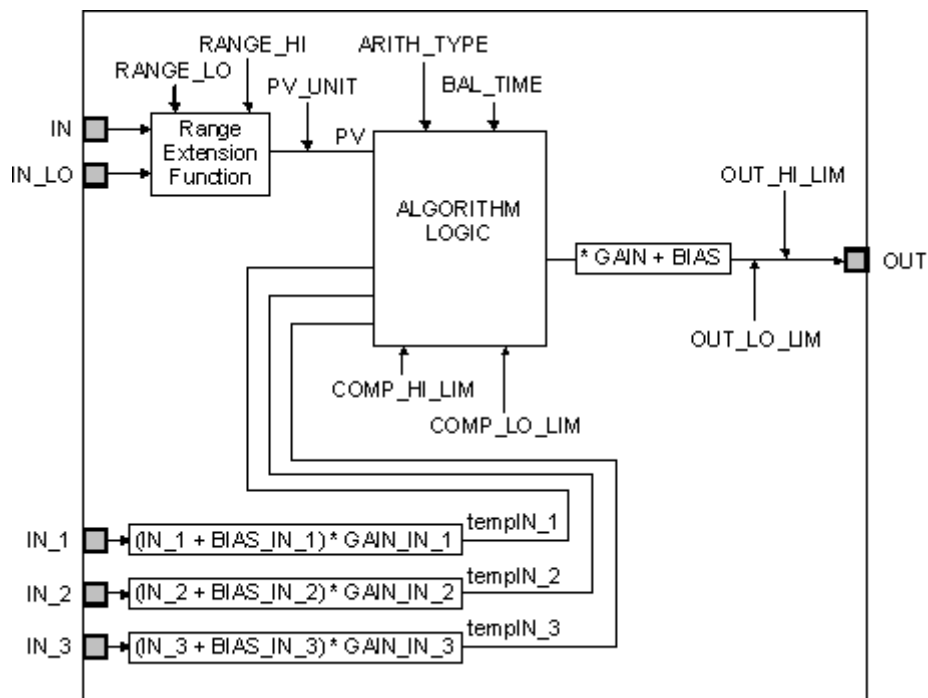 RANGE_HI
ARITH_TYPE
RANGE_LO
PV_UNIT
BAL_TIME
IN
Range
Extension
Function
PV
IN_LO
ALGORITHM
LOGIC
OUT_HI_LIM
* GAIN + BIAS
OUT
OUT_LO_LIM
COMP_HI_LIM
COMP_LO_LIM
IN_1
(IN_1 + BIAS_IN_1) * GAIN_IN_1
tempIN_1
IN_2
(IN_2 + BIAS_IN_2) * GAIN_IN_2
tempIN_2
IN_3
(IN_3 + BIAS_IN_3) * GAIN_IN_3
tempIN_3